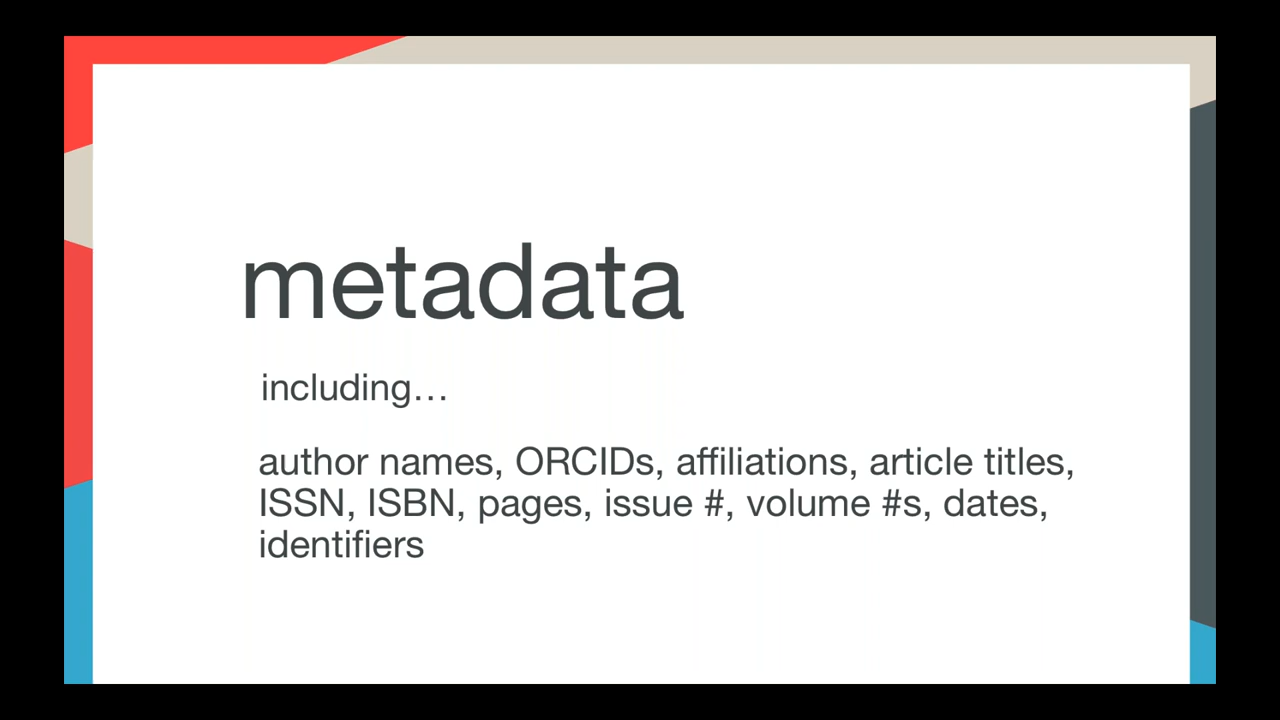 metadata
including…
author names, ORCIDs, affiliations, article titles,
ISSN, ISBN, pages, issue #, volume #s, dates,
identifiers